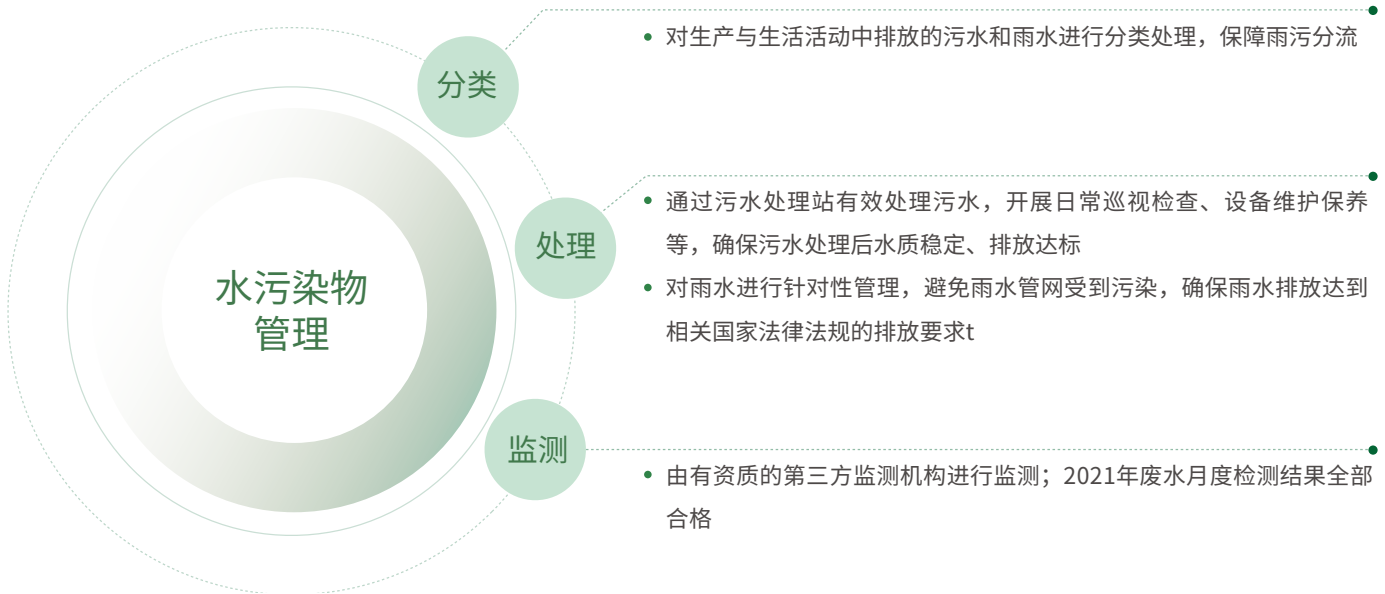 分类
对生产与生活活动中排放的污水和雨水进行分类处理，保障雨污分流
处理
通过污水处理站有效处理污水，开展日常巡视检查、设备维护保养
等，确保污水处理后水质稳定、排放达标
对雨水进行针对性管理，避免雨水管网受到污染，确保雨水排放达到
相关国家法律法规的排放要求t
水污染物
管理
监测
由有资质的第三方监测机构进行监测；2021年废水月度检测结果全部
合格